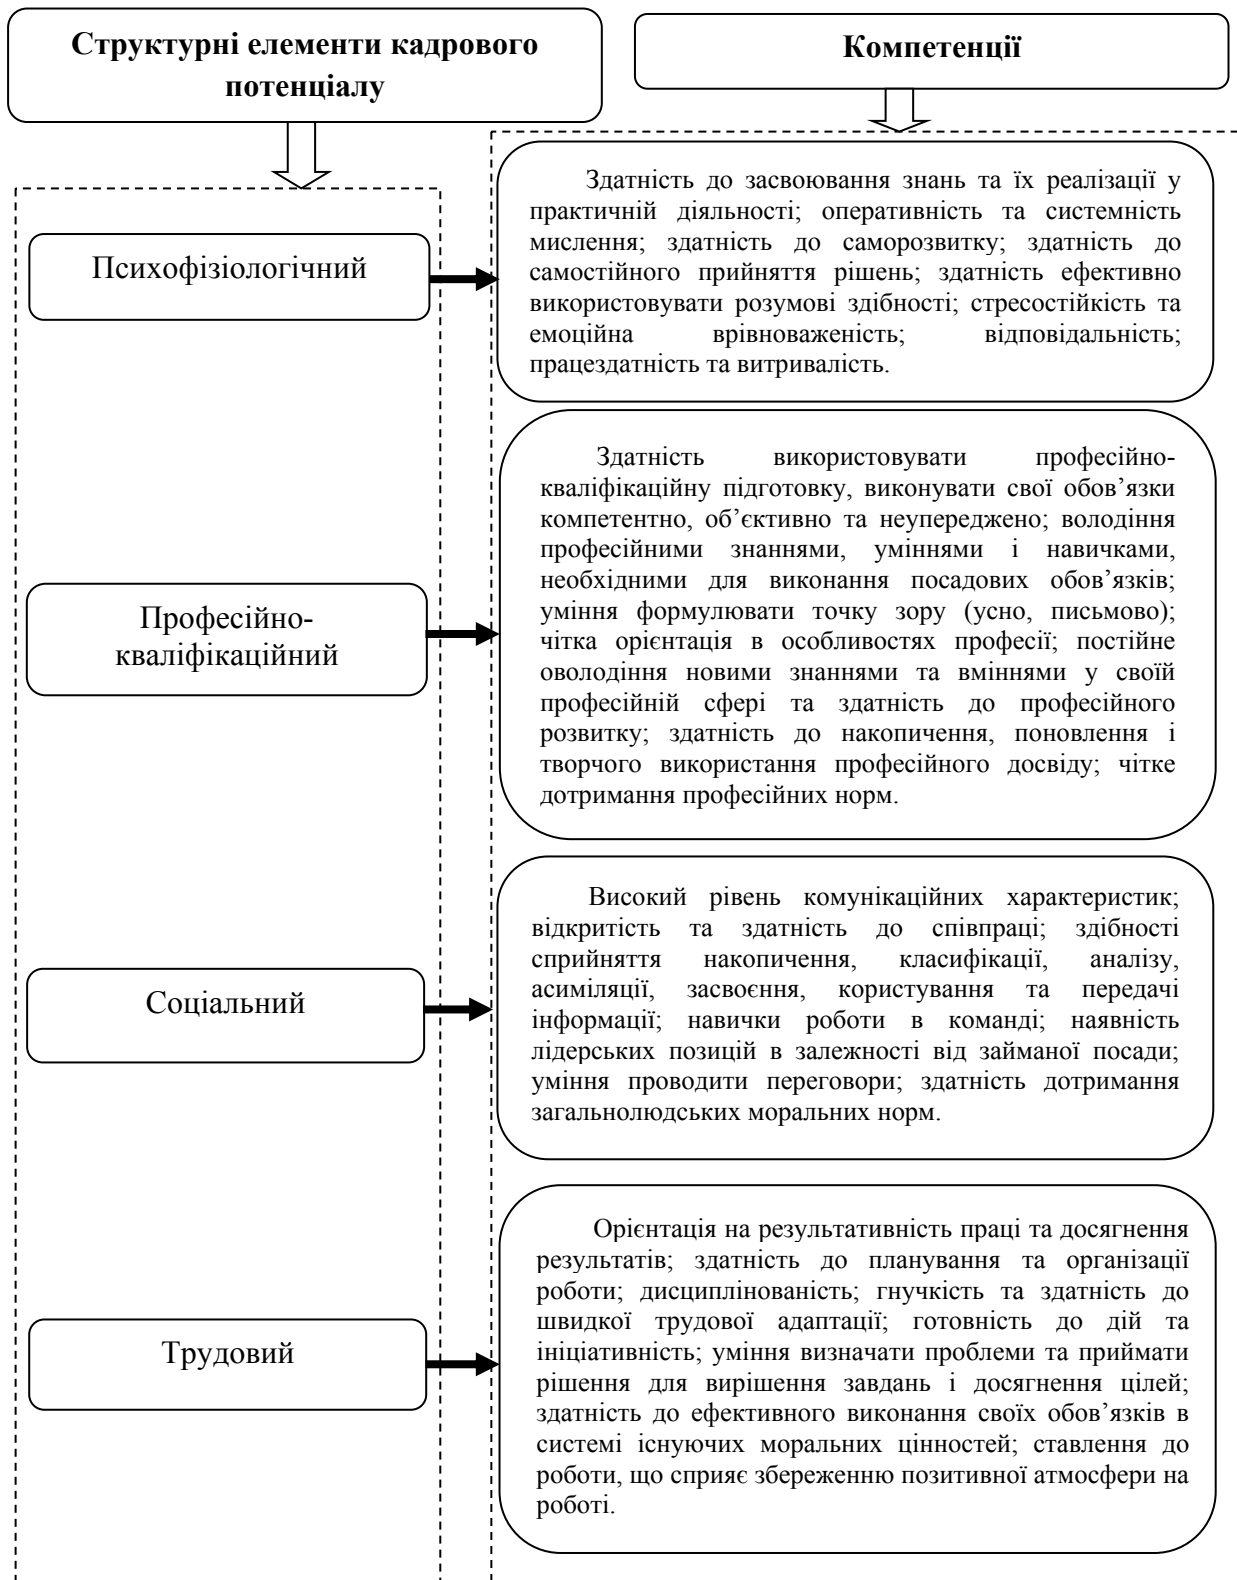 Структурні елементи кадрового
потенціалу
Компетенції
Психофізіологічний
Здатність до засвоювання знань та їх реалізації у
практичній діяльності; оперативність та системність
мислення; здатність до саморозвитку; здатність до
самостійного прийняття рішень; здатність ефективно
використовувати розумові здібності; стресостійкість та
емоційна врівноваженість; відповідальність;
працездатність та витривалість.
Професійно-
кваліфікаційний
Здатність використовувати професійно-
кваліфікаційну підготовку, виконувати свої обов’язки
компетентно, об’єктивно та неупереджено; володіння
професійними знаннями, уміннями і навичками,
необхідними для виконання посадових обов’язків;
уміння формулювати точку зору (усно, письмово);
чітка орієнтація в особливостях професії; постійне
оволодіння новими знаннями та вміннями у своїй
професійній сфері та здатність до професійного
розвитку; здатність до накопичення, поновлення і
творчого використання професійного досвіду; чітке
дотримання професійних норм.
Соціальний
Високий рівень комунікаційних характеристик;
відкритість та здатність до співпраці; здібності
сприйняття накопичення, класифікації, аналізу,
асиміляції, засвоєння, користування та передачі
інформації; навички роботи в команді; наявність
лідерських позицій в залежності від займаної посади;
уміння проводити переговори; здатність дотримання
загальнолюдських моральних норм.
Трудовий
Орієнтація на результативність праці та досягнення
результатів; здатність до планування та організації
роботи; дисциплінованість; гнучкість та здатність до
швидкої трудової адаптації; готовність до дій та
ініціативність; уміння визначати проблеми та приймати
рішення для вирішення завдань і досягнення цілей;
здатність до ефективного виконання своїх обов’язків в
системі існуючих моральних цінностей; ставлення до
роботи, що сприяє збереженню позитивної атмосфери на
роботі.